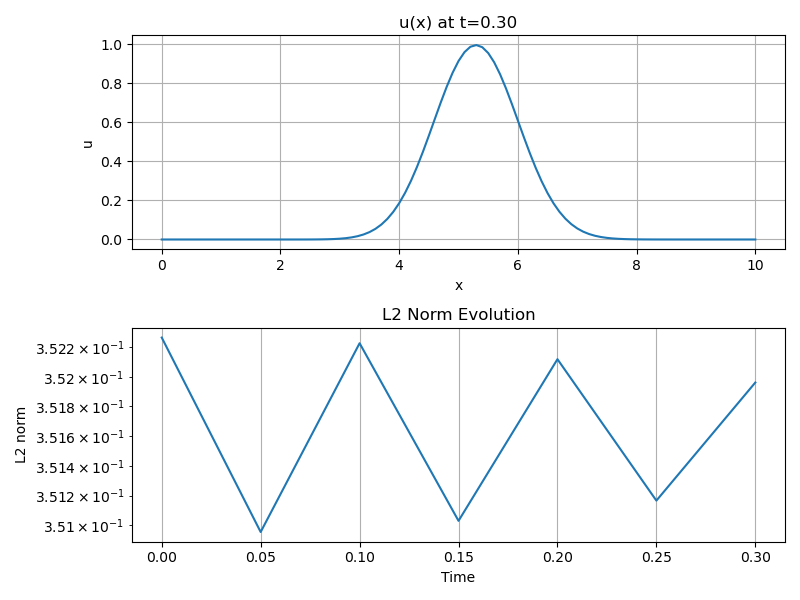 u(x) at t=0.30
1.0
0.8
0.6
0.4
0.2
0.0
u
0 2 4 6 8 10
x
L2 Norm Evolution
3.522 × 10⁻¹
3.52 × 10⁻¹
3.518 × 10⁻¹
3.516 × 10⁻¹
3.514 × 10⁻¹
3.512 × 10⁻¹
3.51 × 10⁻¹
L2 norm
0.00 0.05 0.10 0.15 0.20 0.25 0.30
Time